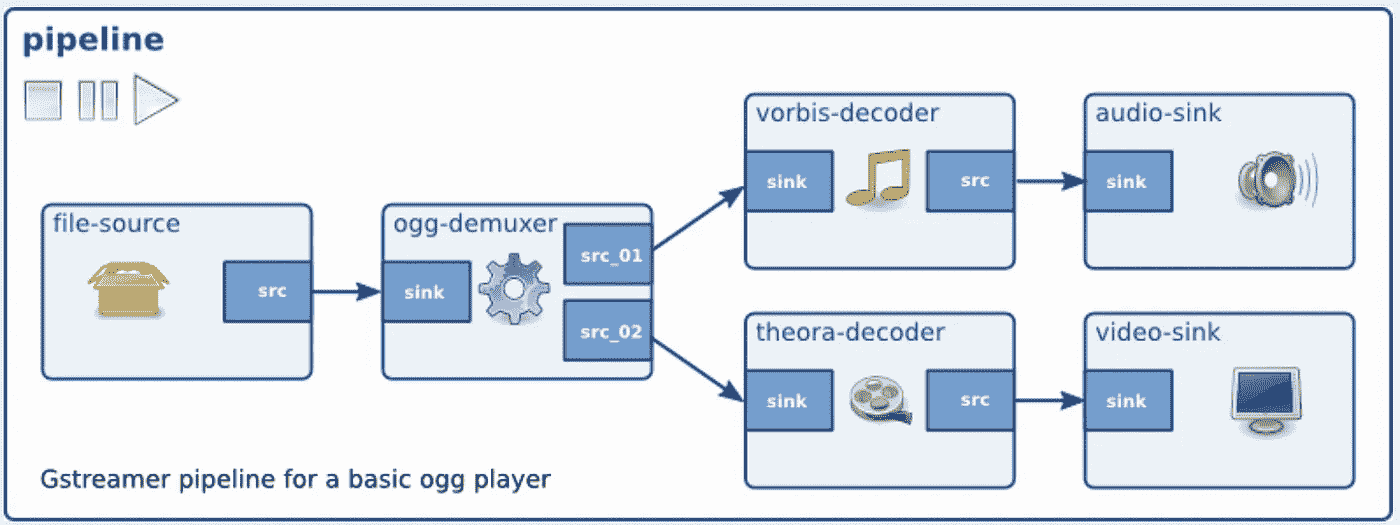 pipeline
file-source
src
ogg-demuxer
sink
src_01
src_02
vorbis-decoder
sink
src
audio-sink
sink
theora-decoder
sink
src
video-sink
sink
Gstreamer pipeline for a basic ogg player